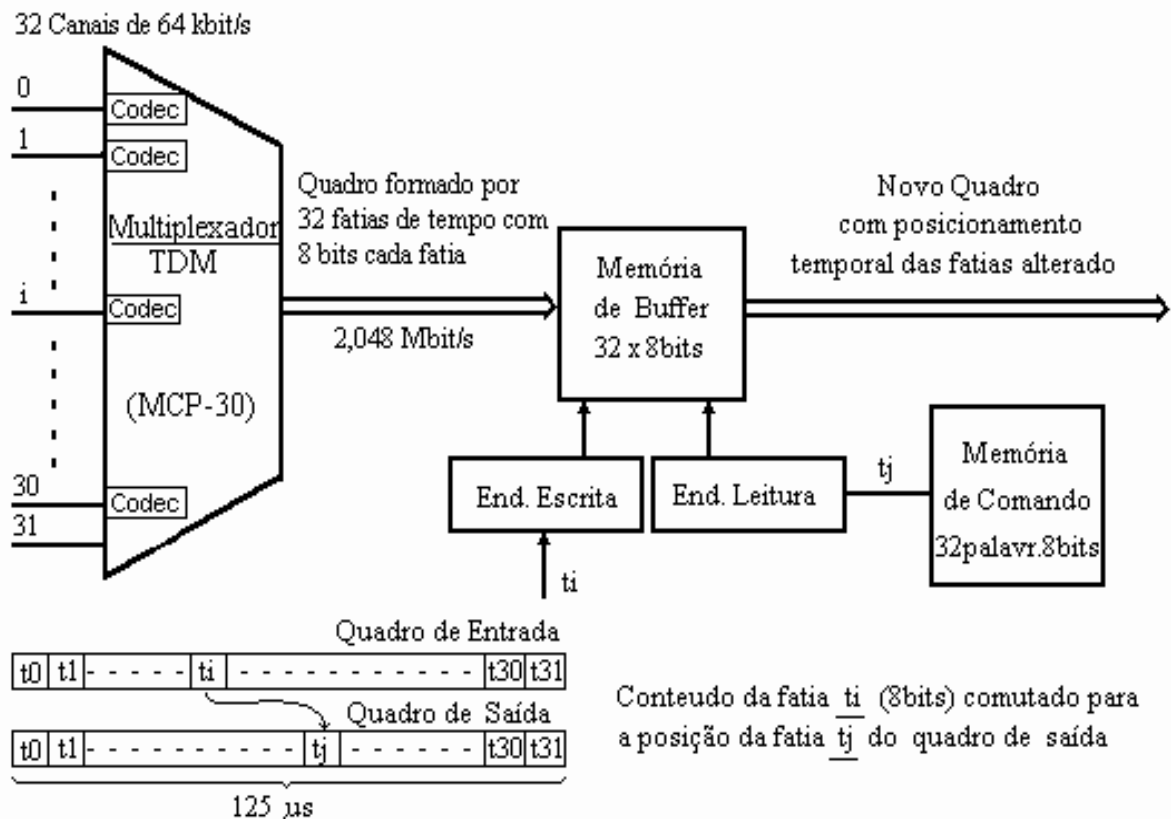 32 Canais de 64 kbit/s
0
Codec
1
Codec
Multiplexador
TDM
i
Codec
(MCP-30)
30
Codec
31
Quadro formado por
32 fatias de tempo com
8 bits cada fatia
2,048 Mbit/s
Memória
de Buffer
32 x 8bits
Novo Quadro
com posicionamento
temporal das fatias alterado
End. Escrita
ti
End. Leitura
tj
Memória
de Comando
32palavr.8bits
Quadro de Entrada
t0 t1 - - - - - ti - - - - - - - - - - - - t30 t31
Quadro de Saída
t0 t1 - - - - - - - - - - tj - - - - - - - t30 t31
125 µs
Conteudo da fatia ti (8bits) comutado para
a posição da fatia tj do quadro de saída